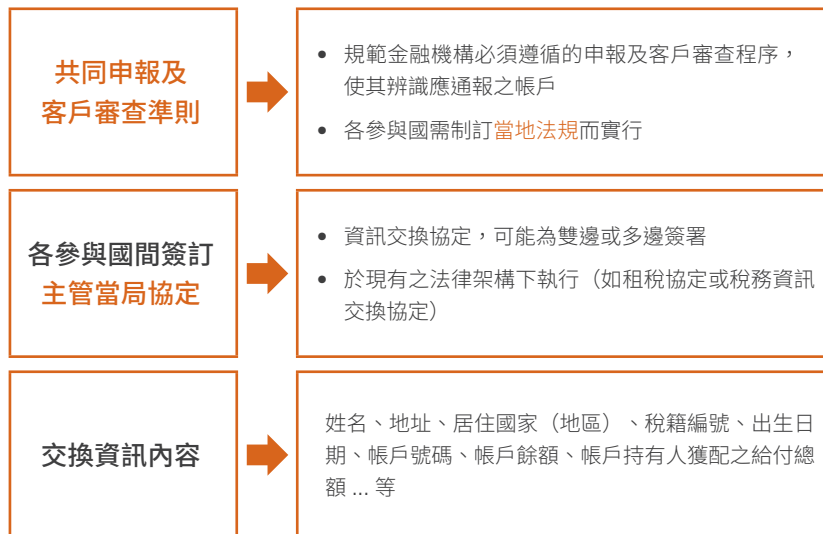 共同申報及
客戶審查準則
• 規範金融機構必須遵循的申報及客戶審查程序，
使其辨識應通報之帳戶
• 各參與國需制訂當地法規而實行
各參與國間簽訂
主管當局協定
• 資訊交換協定，可能為雙邊或多邊簽署
• 於現有之法律架構下執行（如租稅協定或稅務資訊
交換協定）
交換資訊內容
姓名、地址、居住國家（地區）、稅籍編號、出生日
期、帳戶號碼、帳戶餘額、帳戶持有人獲配之給付總
額 ... 等